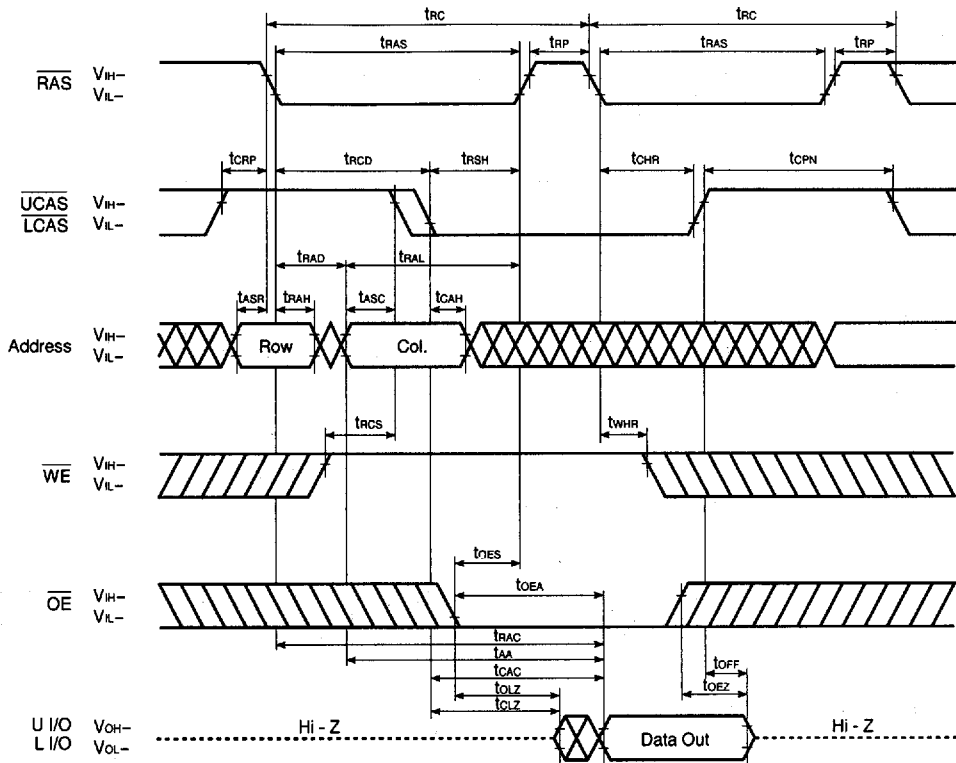 tRC tRC
tRAS tRP tRAS tRP
RAS VIH–
VIL–
tCRP tRCD tRSH tCHR tCPN
UCAS VIH–
LCAS VIL–
tRAD tRAL
tASR tRAH tASC tCAH
Address VIH–
VIL–
Row Col.
tRCS tWHR
WE VIH–
VIL–
tOES
tOEA
OE VIH–
VIL–
tRAC
tAA
tCAC tOFF
tOLZ tOEZ
tCLZ
U I/O VOH–
L I/O VOL–
Hi - Z Data Out Hi - Z